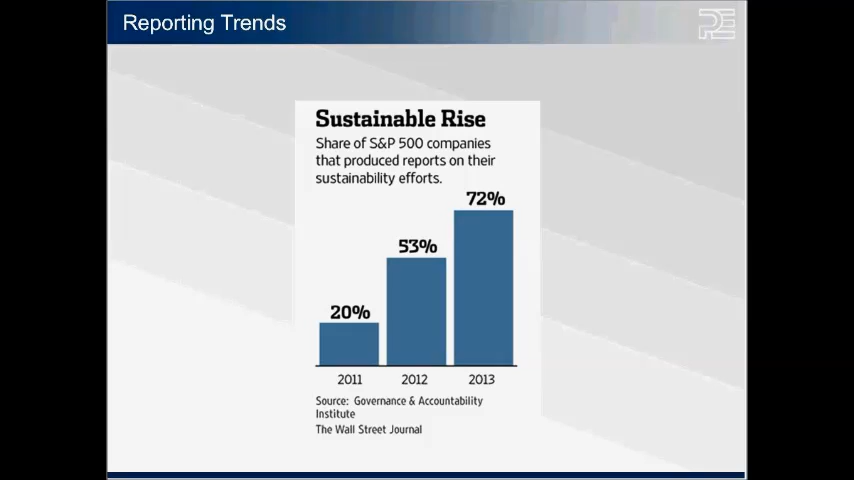 Reporting Trends
Sustainable Rise
Share of S&P 500 companies
that produced reports on their
sustainability efforts.
72%
53%
20%
2011 2012 2013
Source: Governance & Accountability
Institute
The Wall Street Journal